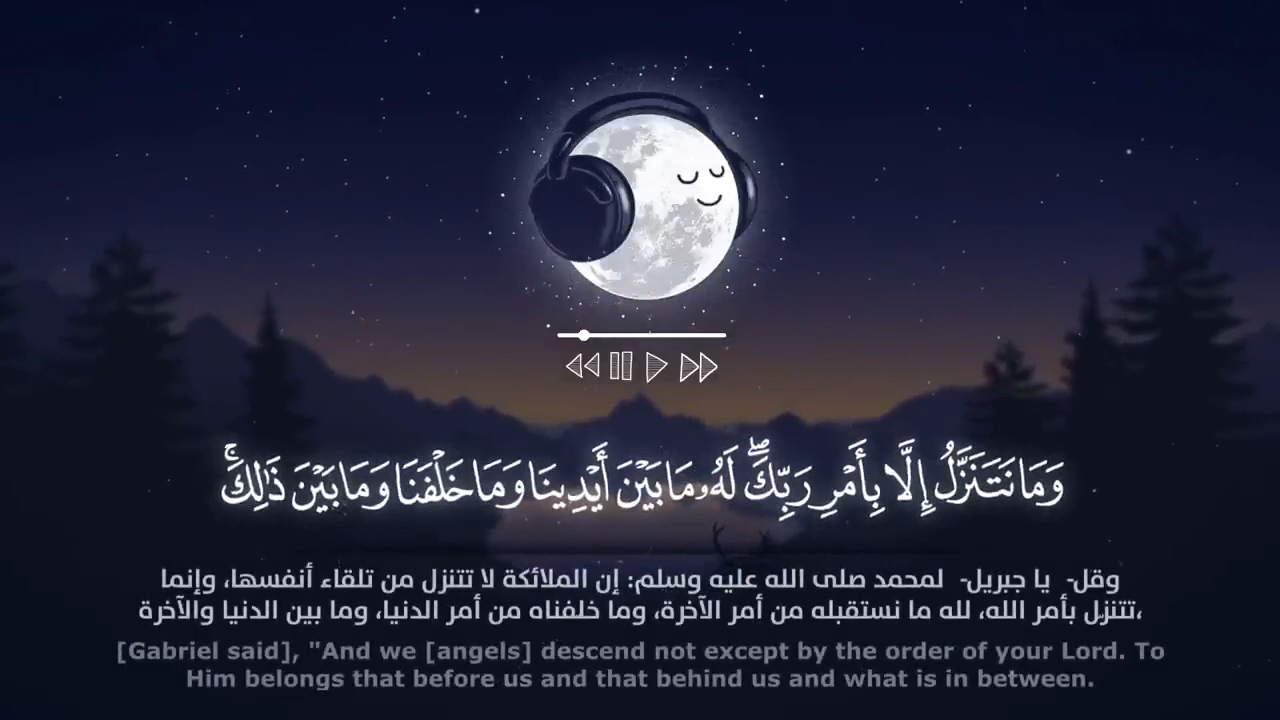 وَمَا نَتَنَزَّلُ إِلَّا بِأَمْرِ رَبِّكَ ۖ لَهُۥ مَا بَيْنَ أَيْدِينَا وَمَا خَلْفَنَا وَمَا بَيْنَ ذَٰلِكَ ۚ
وقل- يا جبريل- لمحمد صلى الله عليه وسلم: إن الملائكة لا تتنزل من تلقاء أنفسها، وإنما
تتنزل بأمر الله، لله ما نستقبله من أمر الآخرة، وما خلفناه من أمر الدنيا، وما بين الدنيا والآخرة،
[Gabriel said], "And we [angels] descend not except by the order of your Lord. To
Him belongs that before us and that behind us and what is in between.